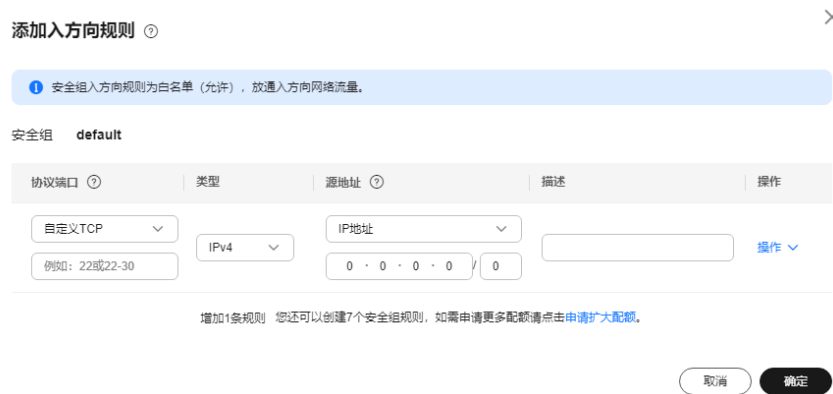 添加入方向规则 ?
安全组入方向规则为白名单（允许），放通入方向网络流量。
安全组 default
协议端口 ? 类型 源地址 ? 描述 操作
自定义TCP IPv4 IP地址 操作
例如：22或22-30 0 · 0 · 0 · 0 / 0
增加1条规则 您还可以创建7个安全组规则，如需申请更多配额请点击申请扩大配额。
取消 确定